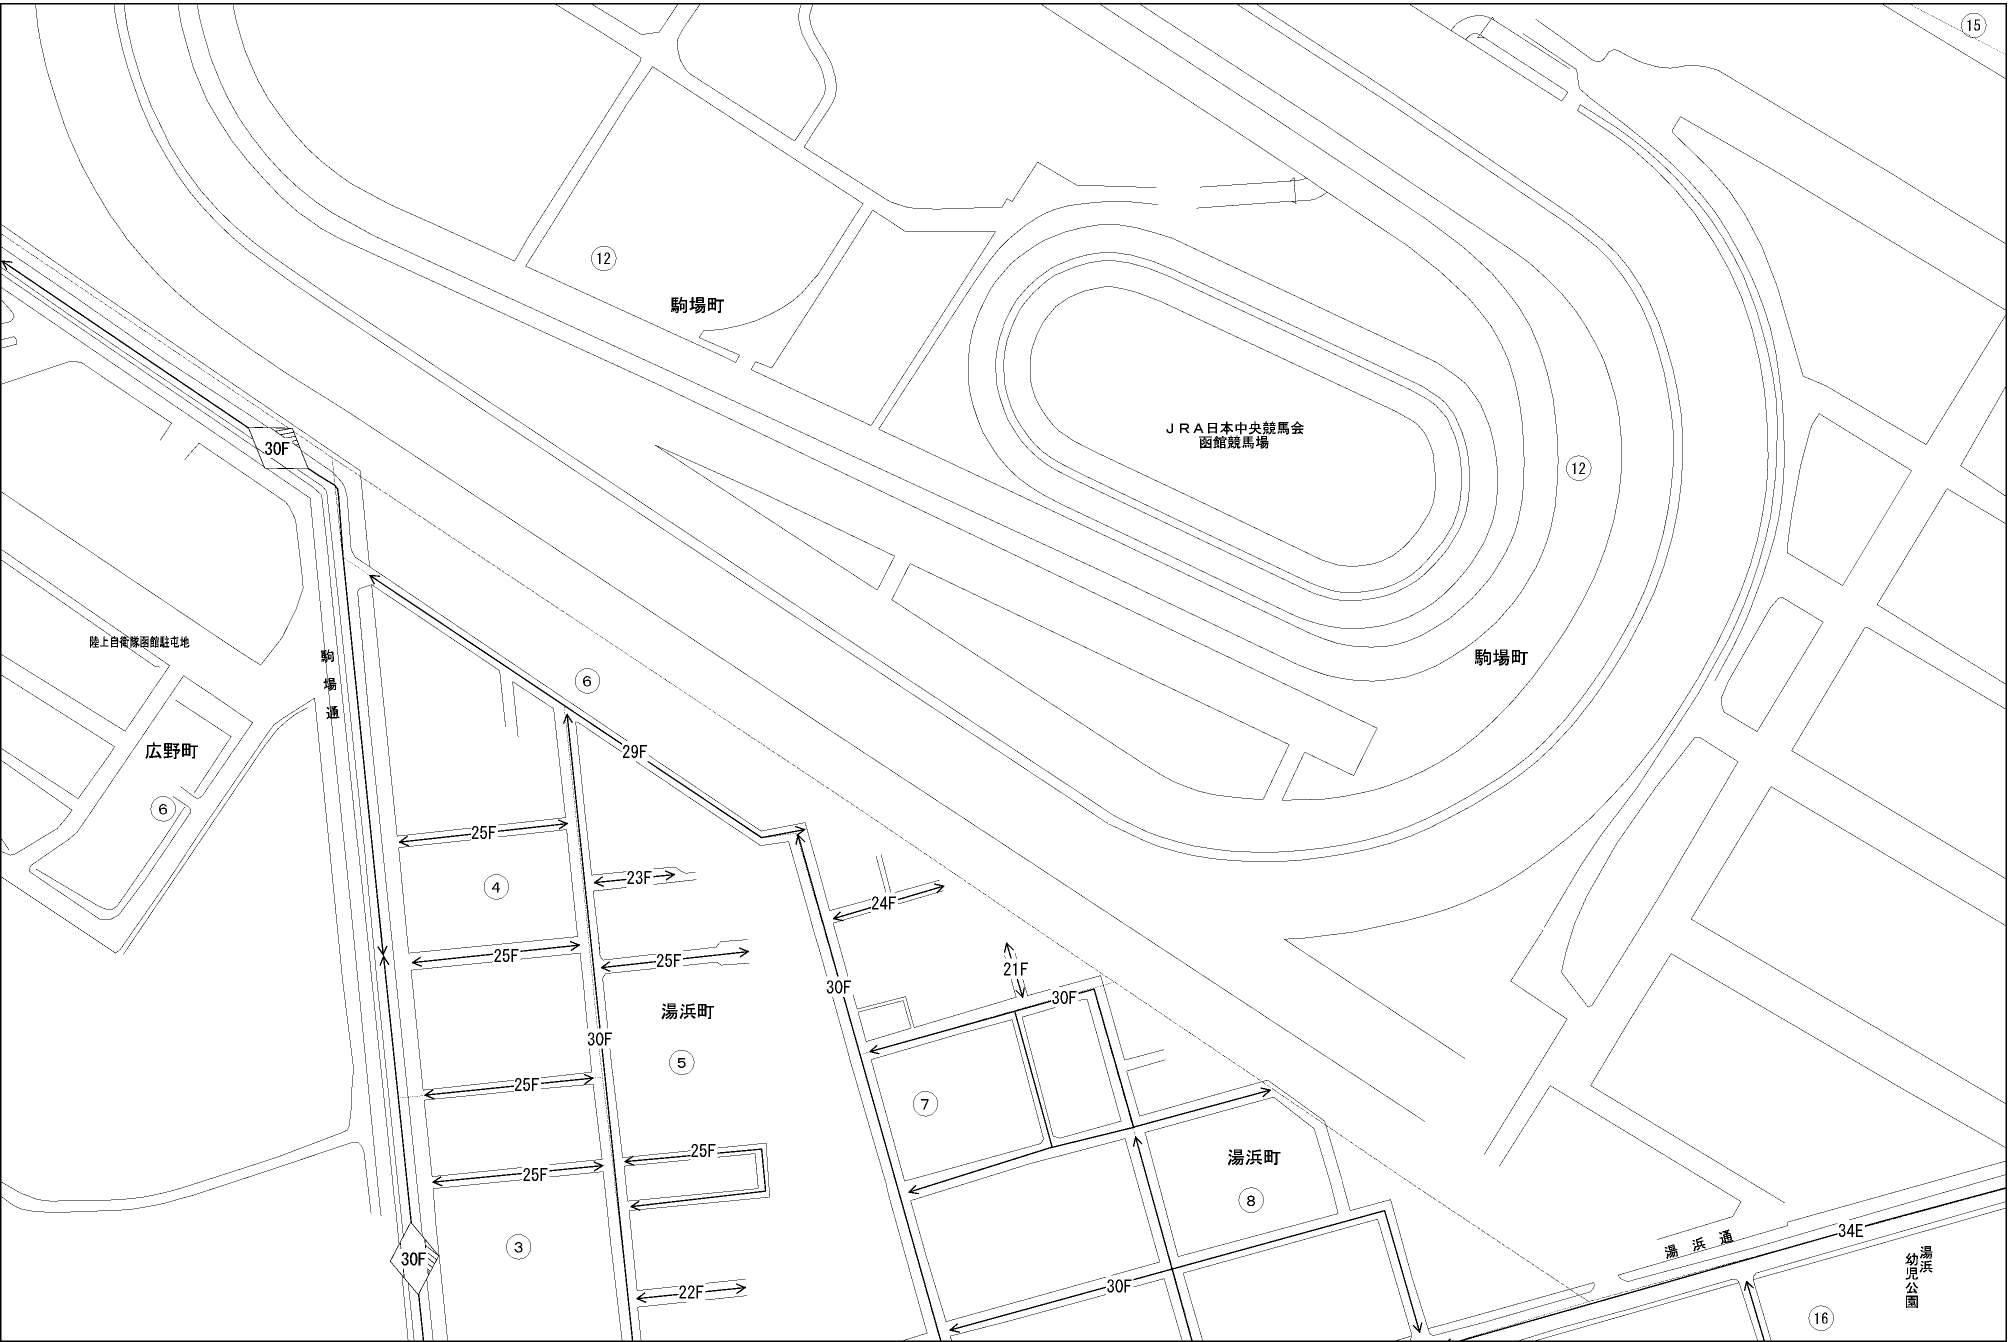 15
12
駒場町
30F
JRA日本中央競馬会
函館競馬場
12
陸上自衛隊函館駐屯地
駒場通
6
駒場町
広野町
29F
6
25F
4
23F
24F
25F
25F
21F
30F
30F
湯浜町
30F
5
25F
7
25F
25F
湯浜町
8
3
30F
22F
30F
湯浜通
34E
湯浜
幼児公園
16